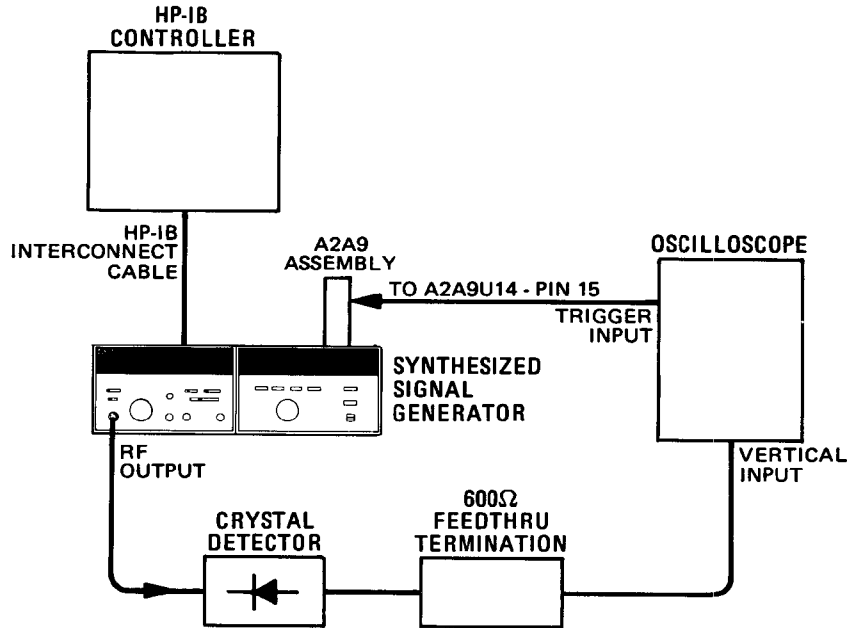 HP-IB
CONTROLLER
HP-IB
INTERCONNECT
CABLE
A2A9
ASSEMBLY
TO A2A9U14 - PIN 15
TRIGGER
INPUT
OSCILLOSCOPE
SYNTHESIZED
SIGNAL
GENERATOR
RF
OUTPUT
VERTICAL
INPUT
CRYSTAL
DETECTOR
600Ω
FEEDTHRU
TERMINATION